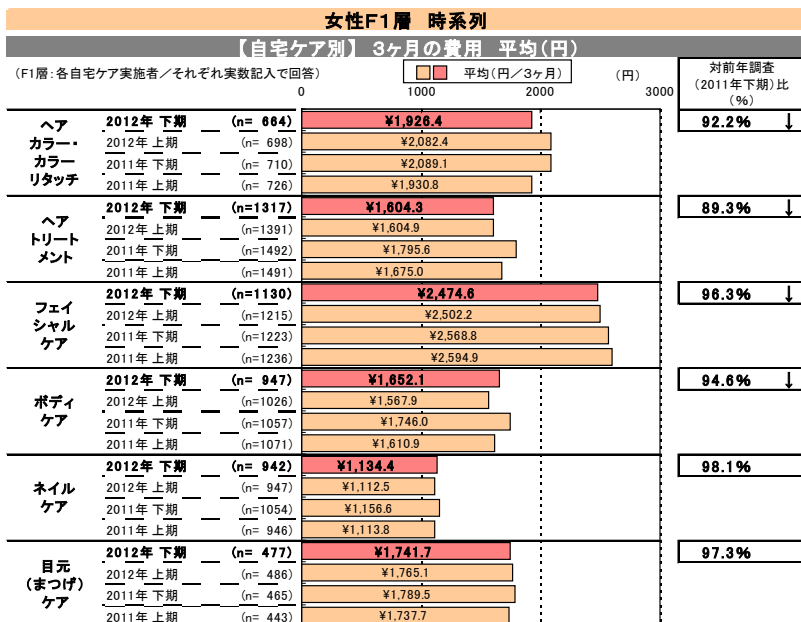 女性F1層 時系列
【自宅ケア別】 3ヶ月の費用 平均(円)
(F1層:各自宅ケア実施者/それぞれ実数記入で回答)
平均(円/3ヶ月)
(円)
対前年調査
(2011年下期)比
(%)
0 1000 2000 3000
ヘア
カラー・
カラー
リタッチ
2012年 下期 (n= 664) ¥1,926.4 92.2% ↓
2012年 上期 (n= 698) ¥2,082.4
2011年 下期 (n= 710) ¥2,089.1
2011年 上期 (n= 726) ¥1,930.8
ヘア
トリート
メント
2012年 下期 (n=1317) ¥1,604.3 89.3% ↓
2012年 上期 (n=1391) ¥1,604.9
2011年 下期 (n=1492) ¥1,795.6
2011年 上期 (n=1491) ¥1,675.0
フェイ
シャル
ケア
2012年 下期 (n=1130) ¥2,474.6 96.3% ↓
2012年 上期 (n=1215) ¥2,502.2
2011年 下期 (n=1223) ¥2,568.8
2011年 上期 (n=1236) ¥2,594.9
ボディ
ケア
2012年 下期 (n= 947) ¥1,652.1 94.6% ↓
2012年 上期 (n=1026) ¥1,567.9
2011年 下期 (n=1057) ¥1,746.0
2011年 上期 (n=1071) ¥1,610.9
ネイル
ケア
2012年 下期 (n= 942) ¥1,134.4 98.1%
2012年 上期 (n= 947) ¥1,112.5
2011年 下期 (n=1054) ¥1,156.6
2011年 上期 (n= 946) ¥1,113.8
目元
(まつげ)
ケア
2012年 下期 (n= 477) ¥1,741.7 97.3%
2012年 上期 (n= 486) ¥1,765.1
2011年 下期 (n= 465) ¥1,789.5
2011年 上期 (n= 443) ¥1,737.7